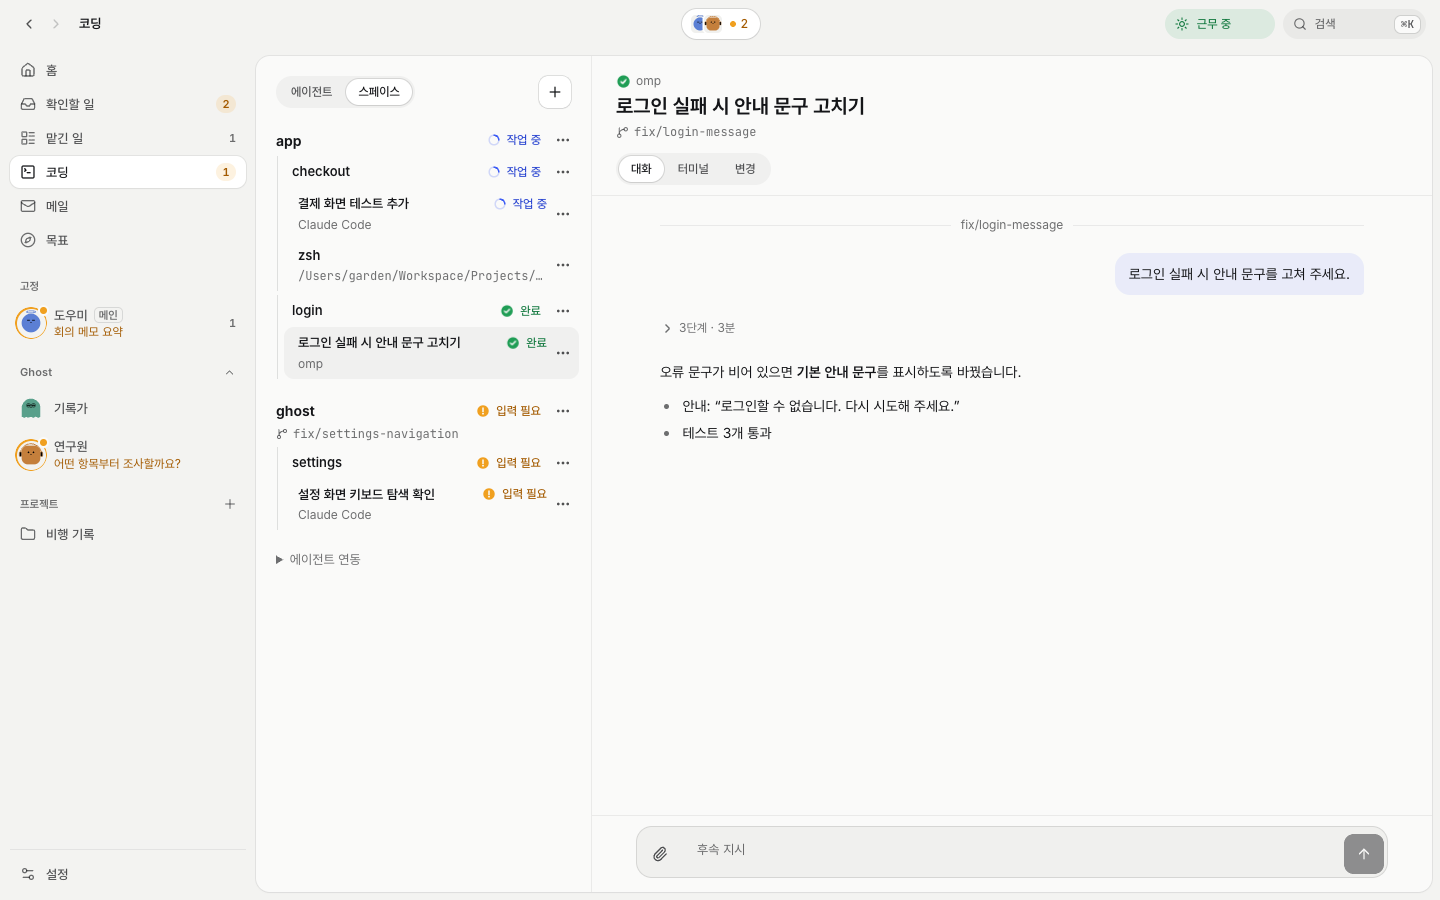 코딩
2
근무 중
검색
⌘K
홈
확인할 일
2
맡긴 일
1
코딩
1
메일
목표
고정
도우미
메인
회의 메모 요약
1
Ghost
기록가
연구원
어떤 항목부터 조사할까요?
프로젝트
비행 기록
설정
에이전트
스페이스
app
작업 중
checkout
작업 중
결제 화면 테스트 추가
작업 중
Claude Code
zsh
/Users/garden/Workspace/Projects/…
login
완료
로그인 실패 시 안내 문구 고치기
완료
omp
ghost
입력 필요
fix/settings-navigation
settings
입력 필요
설정 화면 키보드 탐색 확인
입력 필요
Claude Code
에이전트 연동
omp
로그인 실패 시 안내 문구 고치기
fix/login-message
대화
터미널
변경
fix/login-message
로그인 실패 시 안내 문구를 고쳐 주세요.
3단계 · 3분
오류 문구가 비어 있으면 기본 안내 문구를 표시하도록 바꿨습니다.
• 안내: “로그인할 수 없습니다. 다시 시도해 주세요.”
• 테스트 3개 통과
후속 지시